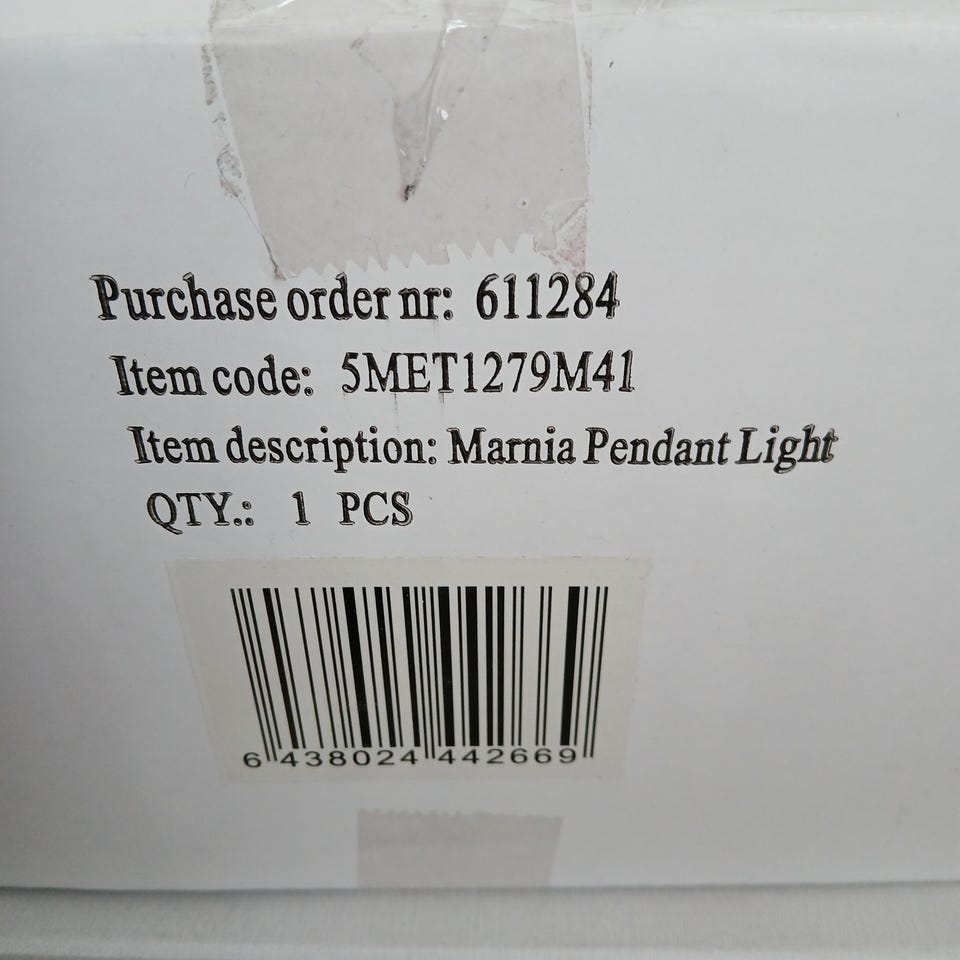 Purchase order nr: 611284
Item code: 5MET1279M41
Item description: Marnia Pendant Light
QTY.: 1 PCS
6 438024 442669